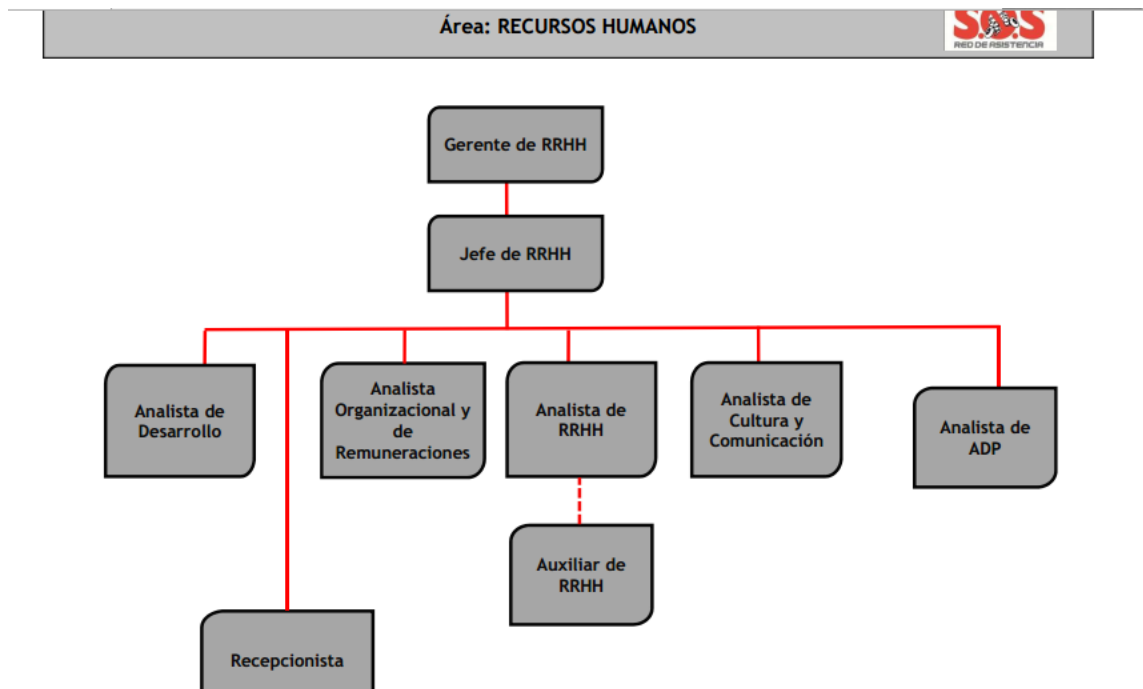 Área: RECURSOS HUMANOS
S.O.S
RED DE ASISTENCIA
Gerente de RRHH
Jefe de RRHH
Analista de
Desarrollo
Analista
Organizacional y
de
Remuneraciones
Analista de
RRHH
Analista de
Cultura y
Comunicación
Analista de
ADP
Auxiliar de
RRHH
Recepcionista